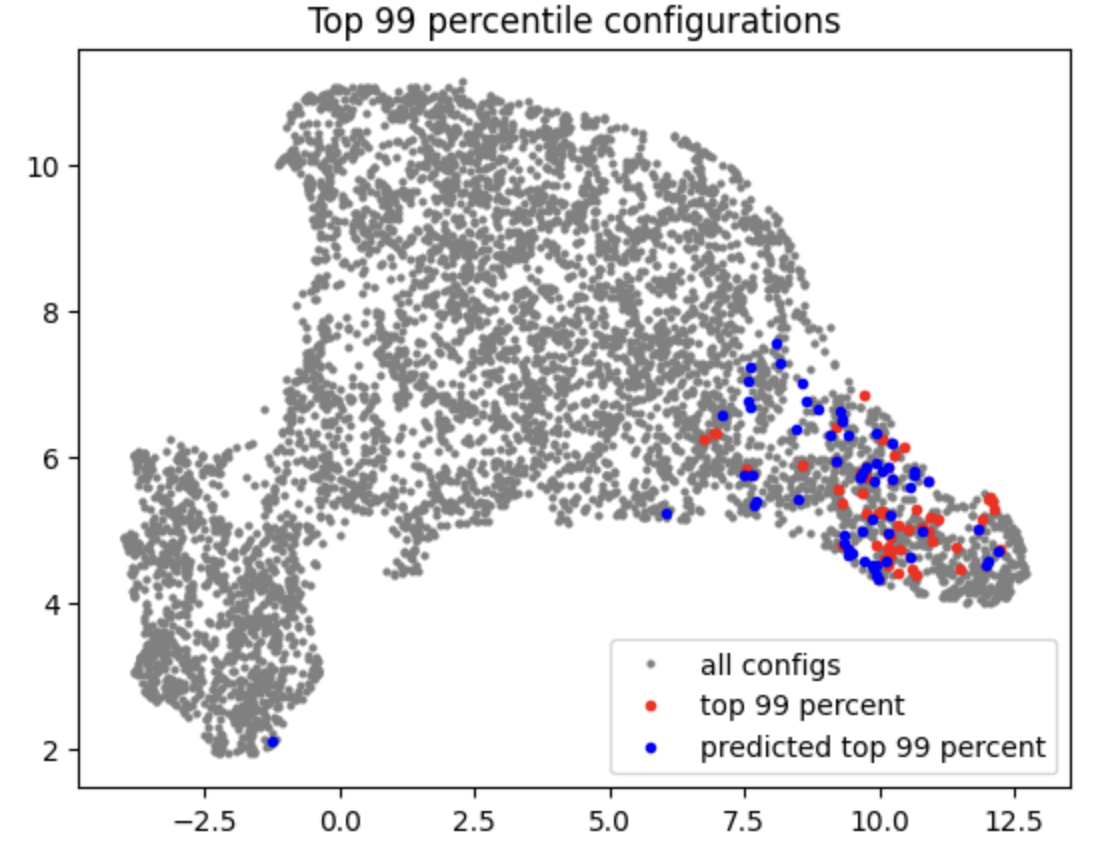 Top 99 percentile configurations
10
8
6
4
2
−2.5 0.0 2.5 5.0 7.5 10.0 12.5
all configs
top 99 percent
predicted top 99 percent